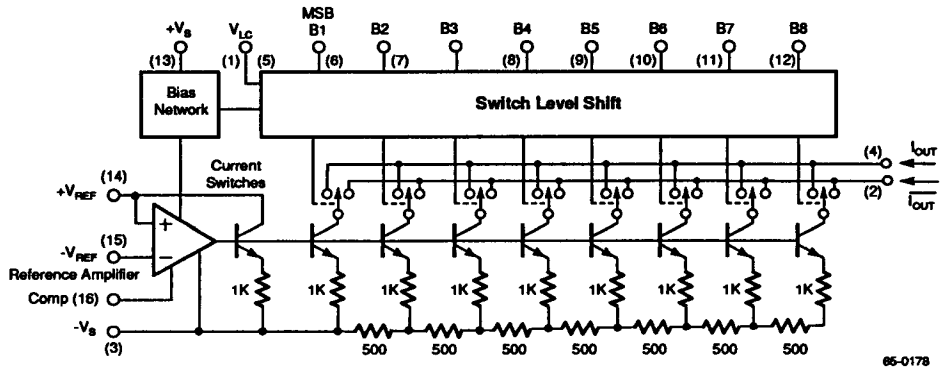 MSB
+VS VLC B1 B2 B3 B4 B5 B6 B7 B8
(13) (1) (5) (6) (7) (8) (9) (10) (11) (12)
Bias
Network
Switch Level Shift
(4) IOUT
(2) IOUT
Current
Switches
(14)
+VREF
+
(15)
-VREF
−
Reference Amplifier
Comp (16)
1K 1K 1K 1K 1K 1K 1K 1K 1K
-VS
(3)
500 500 500 500 500 500 500
65-0178